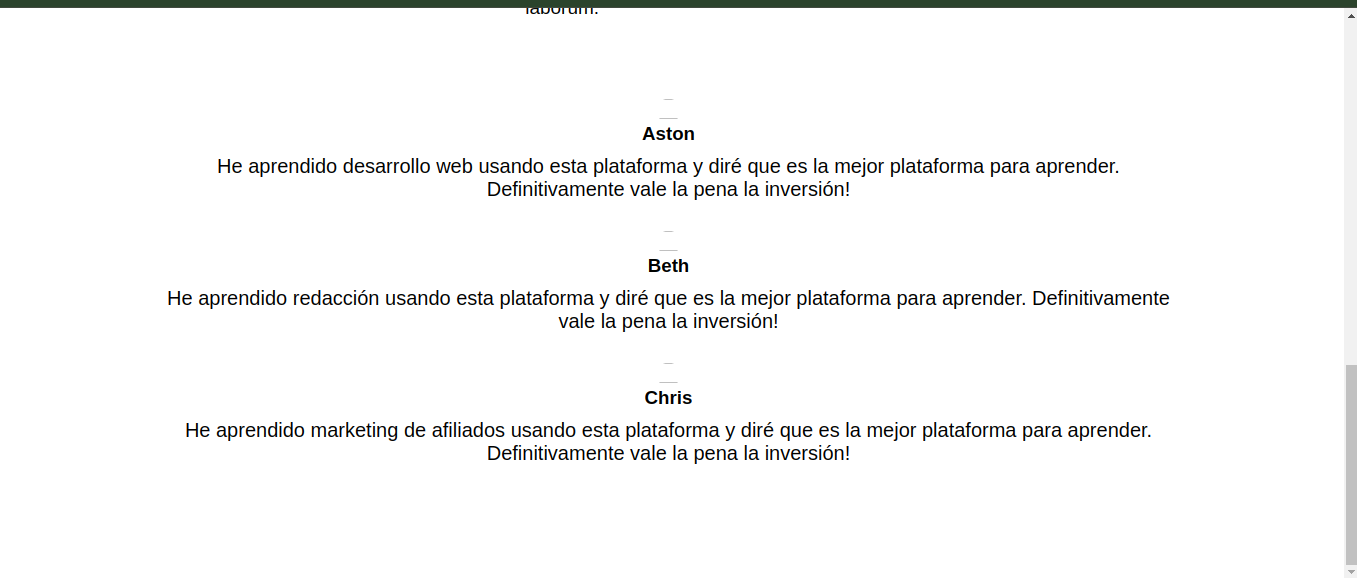 laborum.
Aston
He aprendido desarrollo web usando esta plataforma y diré que es la mejor plataforma para aprender.
Definitivamente vale la pena la inversión!
Beth
He aprendido redacción usando esta plataforma y diré que es la mejor plataforma para aprender. Definitivamente
vale la pena la inversión!
Chris
He aprendido marketing de afiliados usando esta plataforma y diré que es la mejor plataforma para aprender.
Definitivamente vale la pena la inversión!